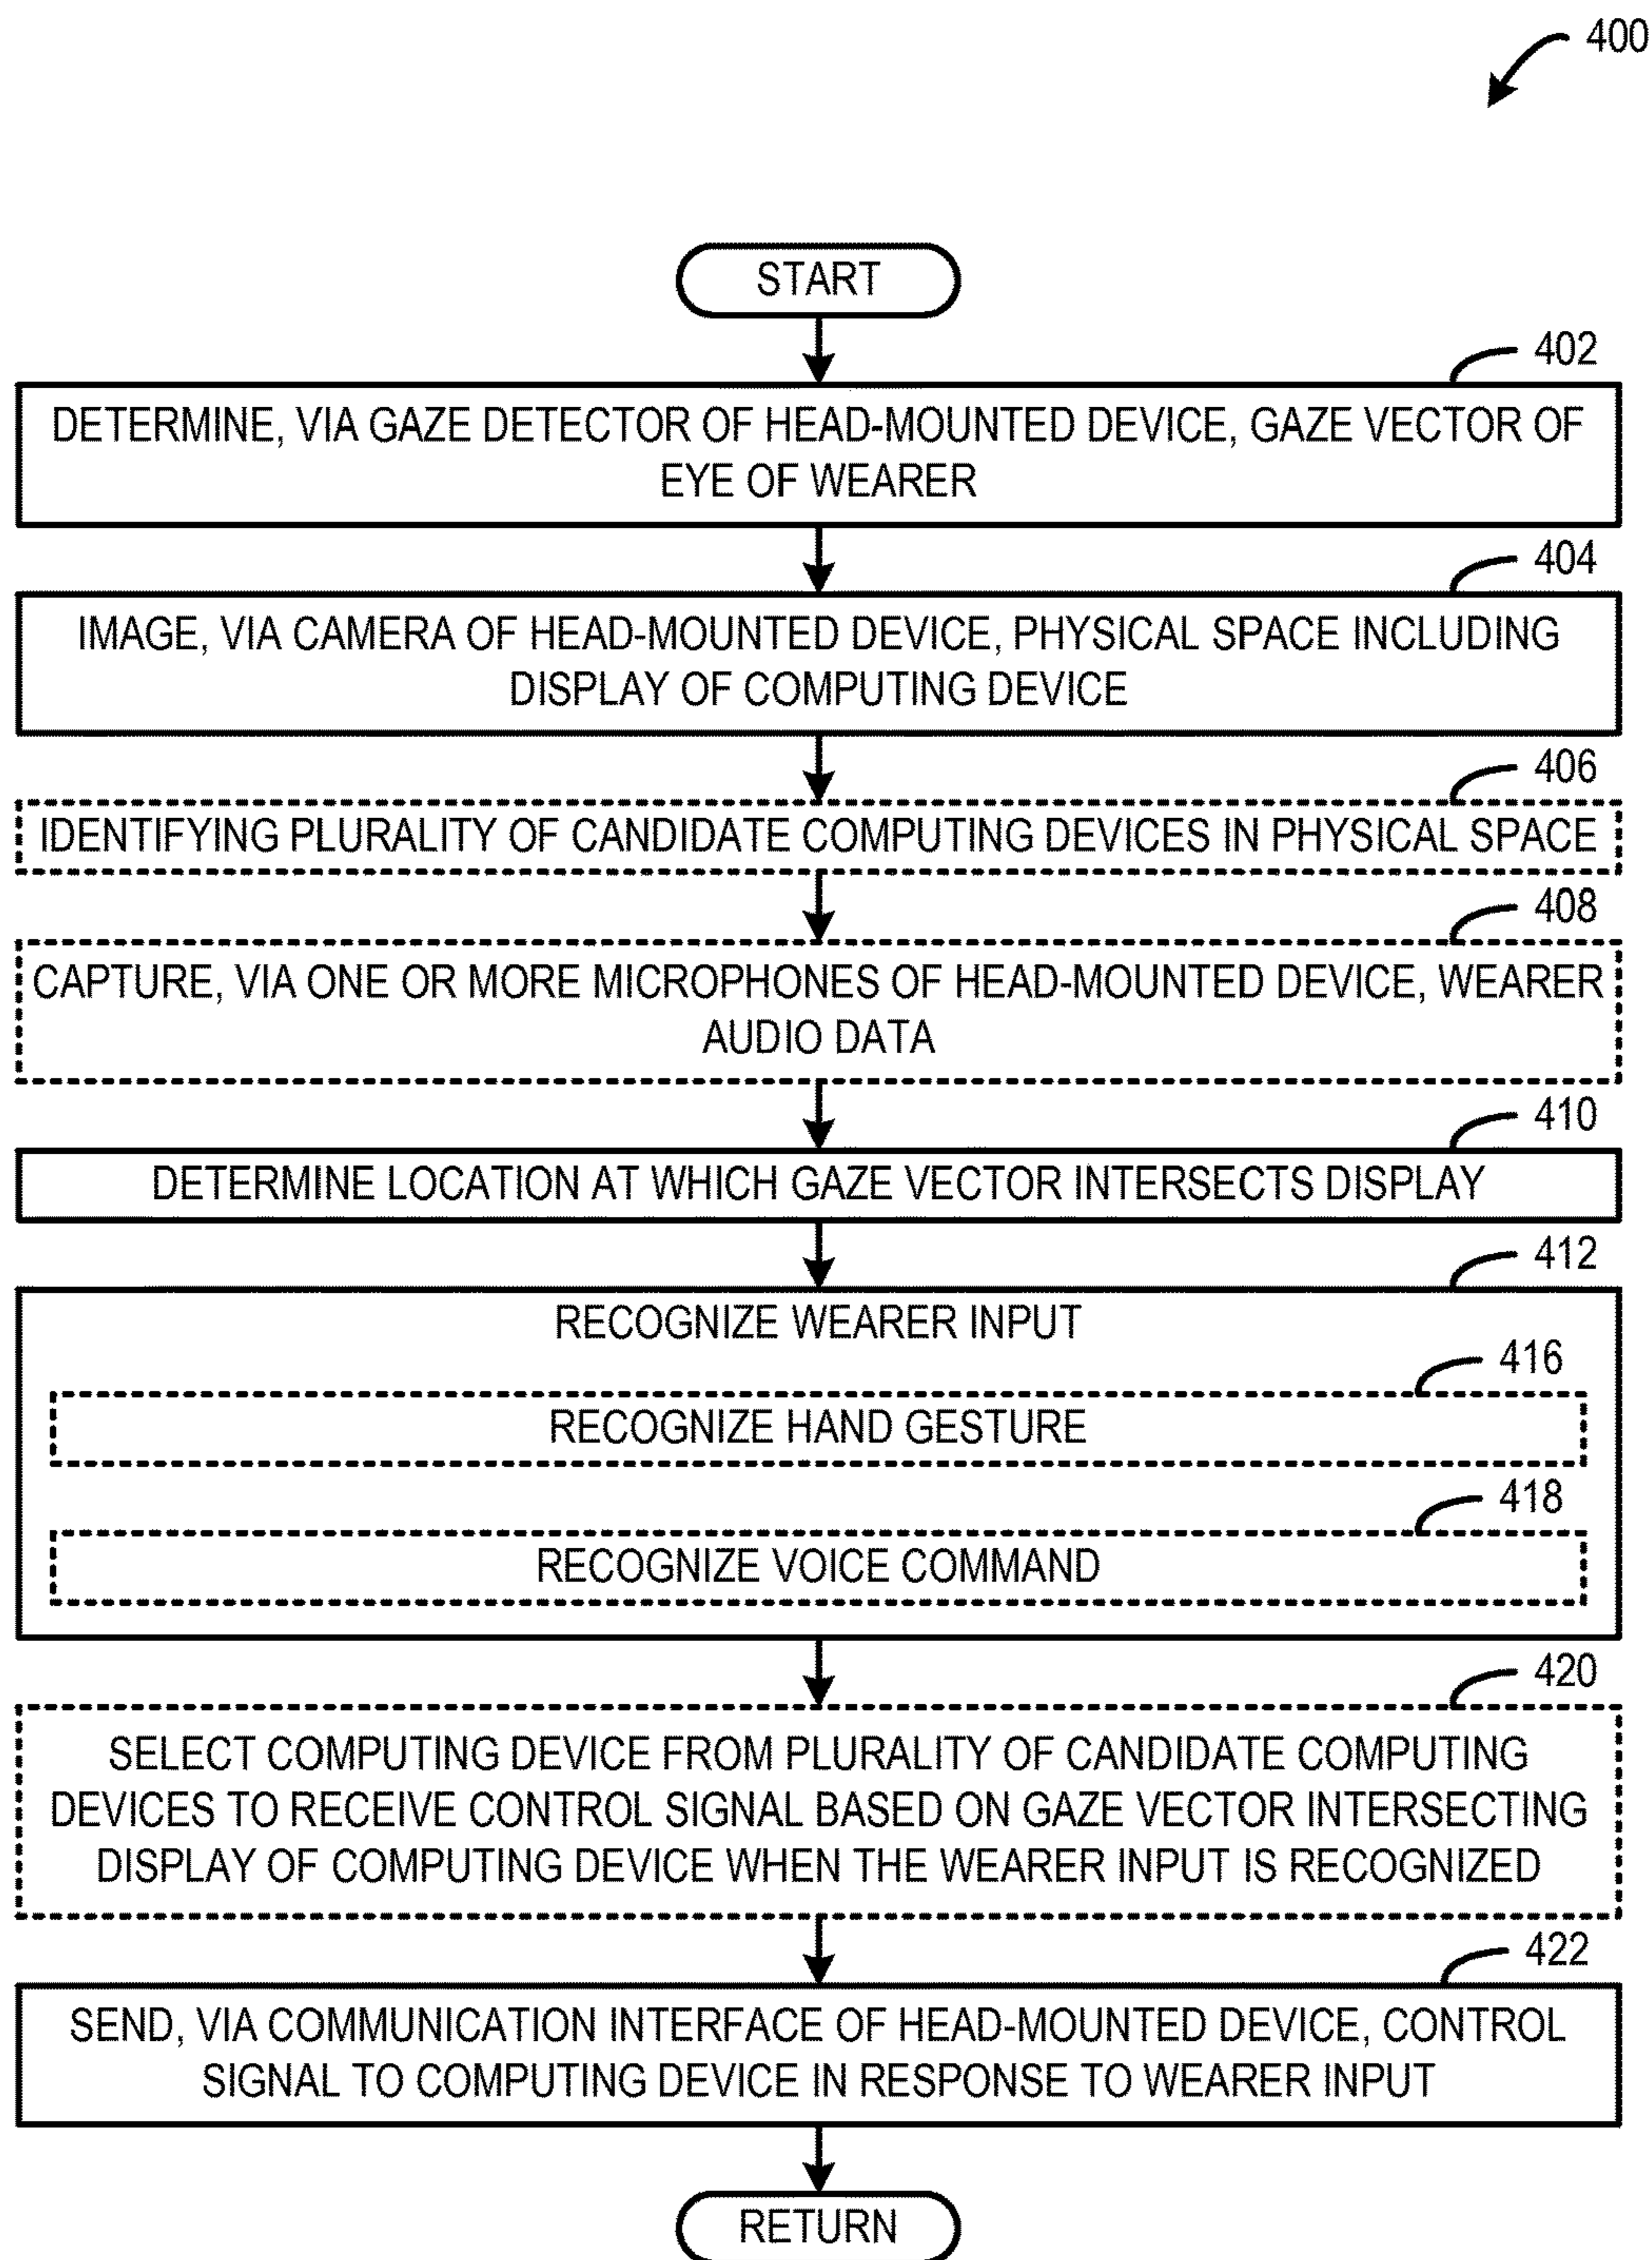 400
START
402
DETERMINE, VIA GAZE DETECTOR OF HEAD-MOUNTED DEVICE, GAZE VECTOR OF
EYE OF WEARER
404
IMAGE, VIA CAMERA OF HEAD-MOUNTED DEVICE, PHYSICAL SPACE INCLUDING
DISPLAY OF COMPUTING DEVICE
406
IDENTIFYING PLURALITY OF CANDIDATE COMPUTING DEVICES IN PHYSICAL SPACE
408
CAPTURE, VIA ONE OR MORE MICROPHONES OF HEAD-MOUNTED DEVICE, WEARER
AUDIO DATA
410
DETERMINE LOCATION AT WHICH GAZE VECTOR INTERSECTS DISPLAY
412
RECOGNIZE WEARER INPUT
416
RECOGNIZE HAND GESTURE
418
RECOGNIZE VOICE COMMAND
420
SELECT COMPUTING DEVICE FROM PLURALITY OF CANDIDATE COMPUTING
DEVICES TO RECEIVE CONTROL SIGNAL BASED ON GAZE VECTOR INTERSECTING
DISPLAY OF COMPUTING DEVICE WHEN THE WEARER INPUT IS RECOGNIZED
422
SEND, VIA COMMUNICATION INTERFACE OF HEAD-MOUNTED DEVICE, CONTROL
SIGNAL TO COMPUTING DEVICE IN RESPONSE TO WEARER INPUT
RETURN